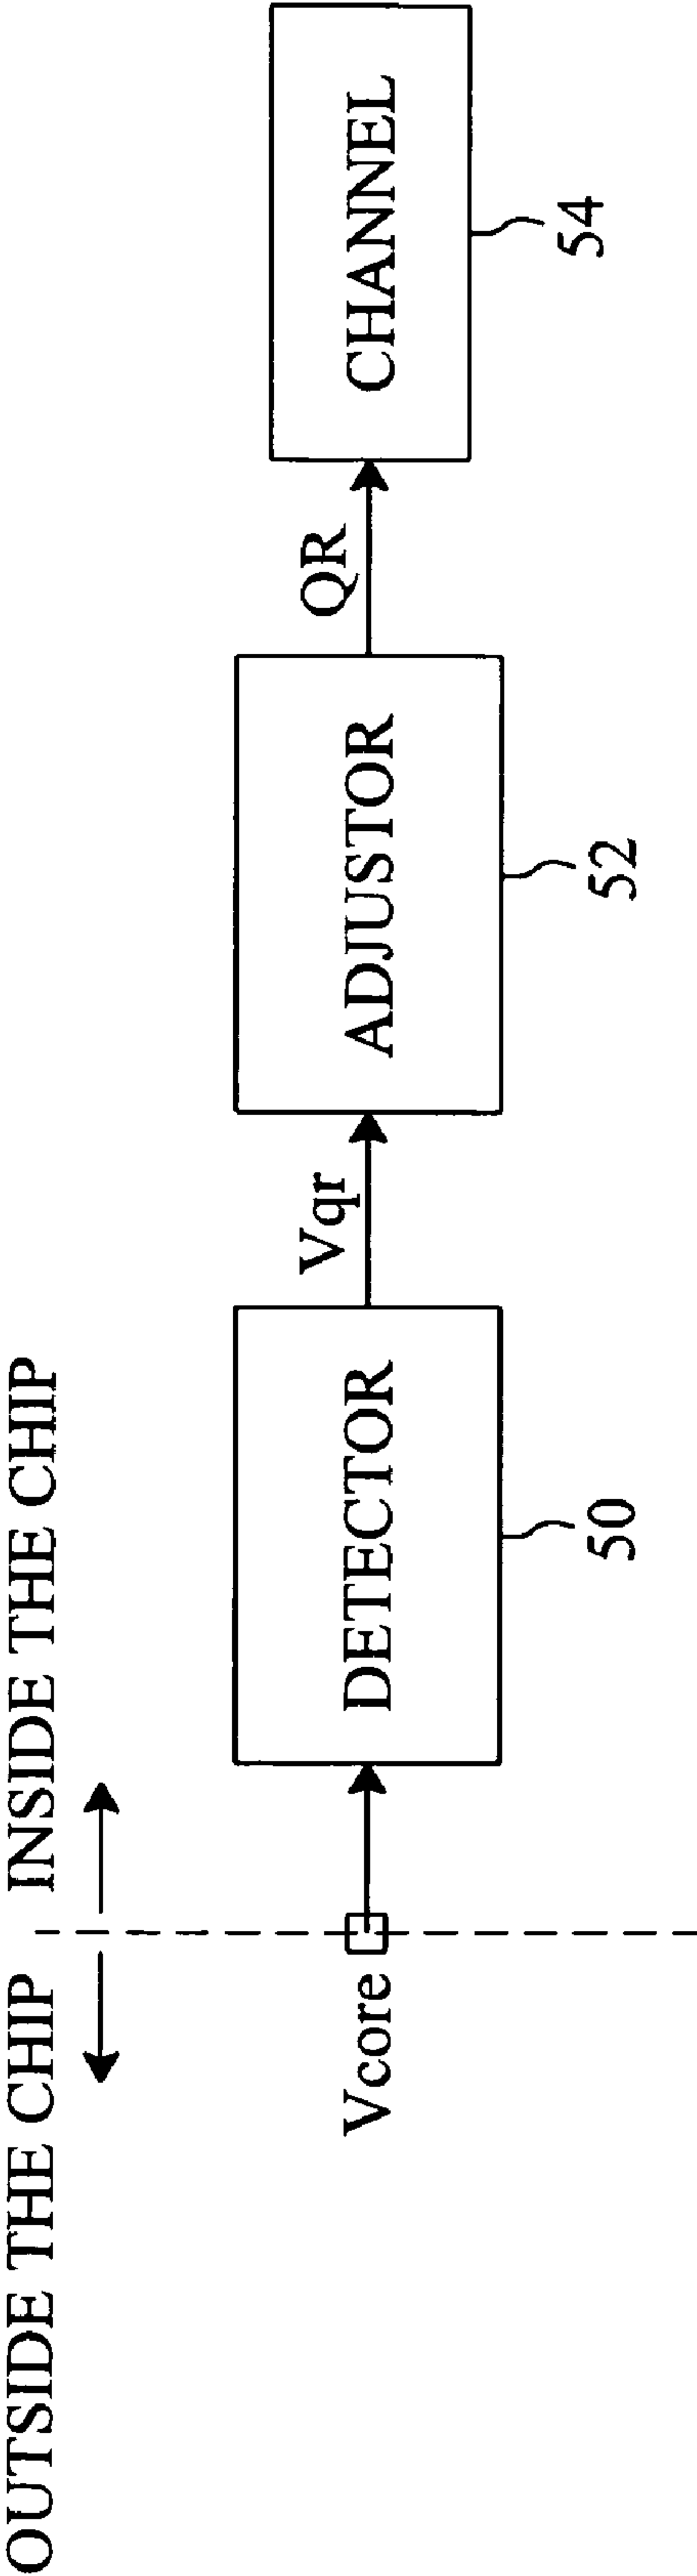 OUTSIDE THE CHIP
INSIDE THE CHIP
Vcore
DETECTOR
50
Vqr
ADJUSTOR
52
QR
CHANNEL
54